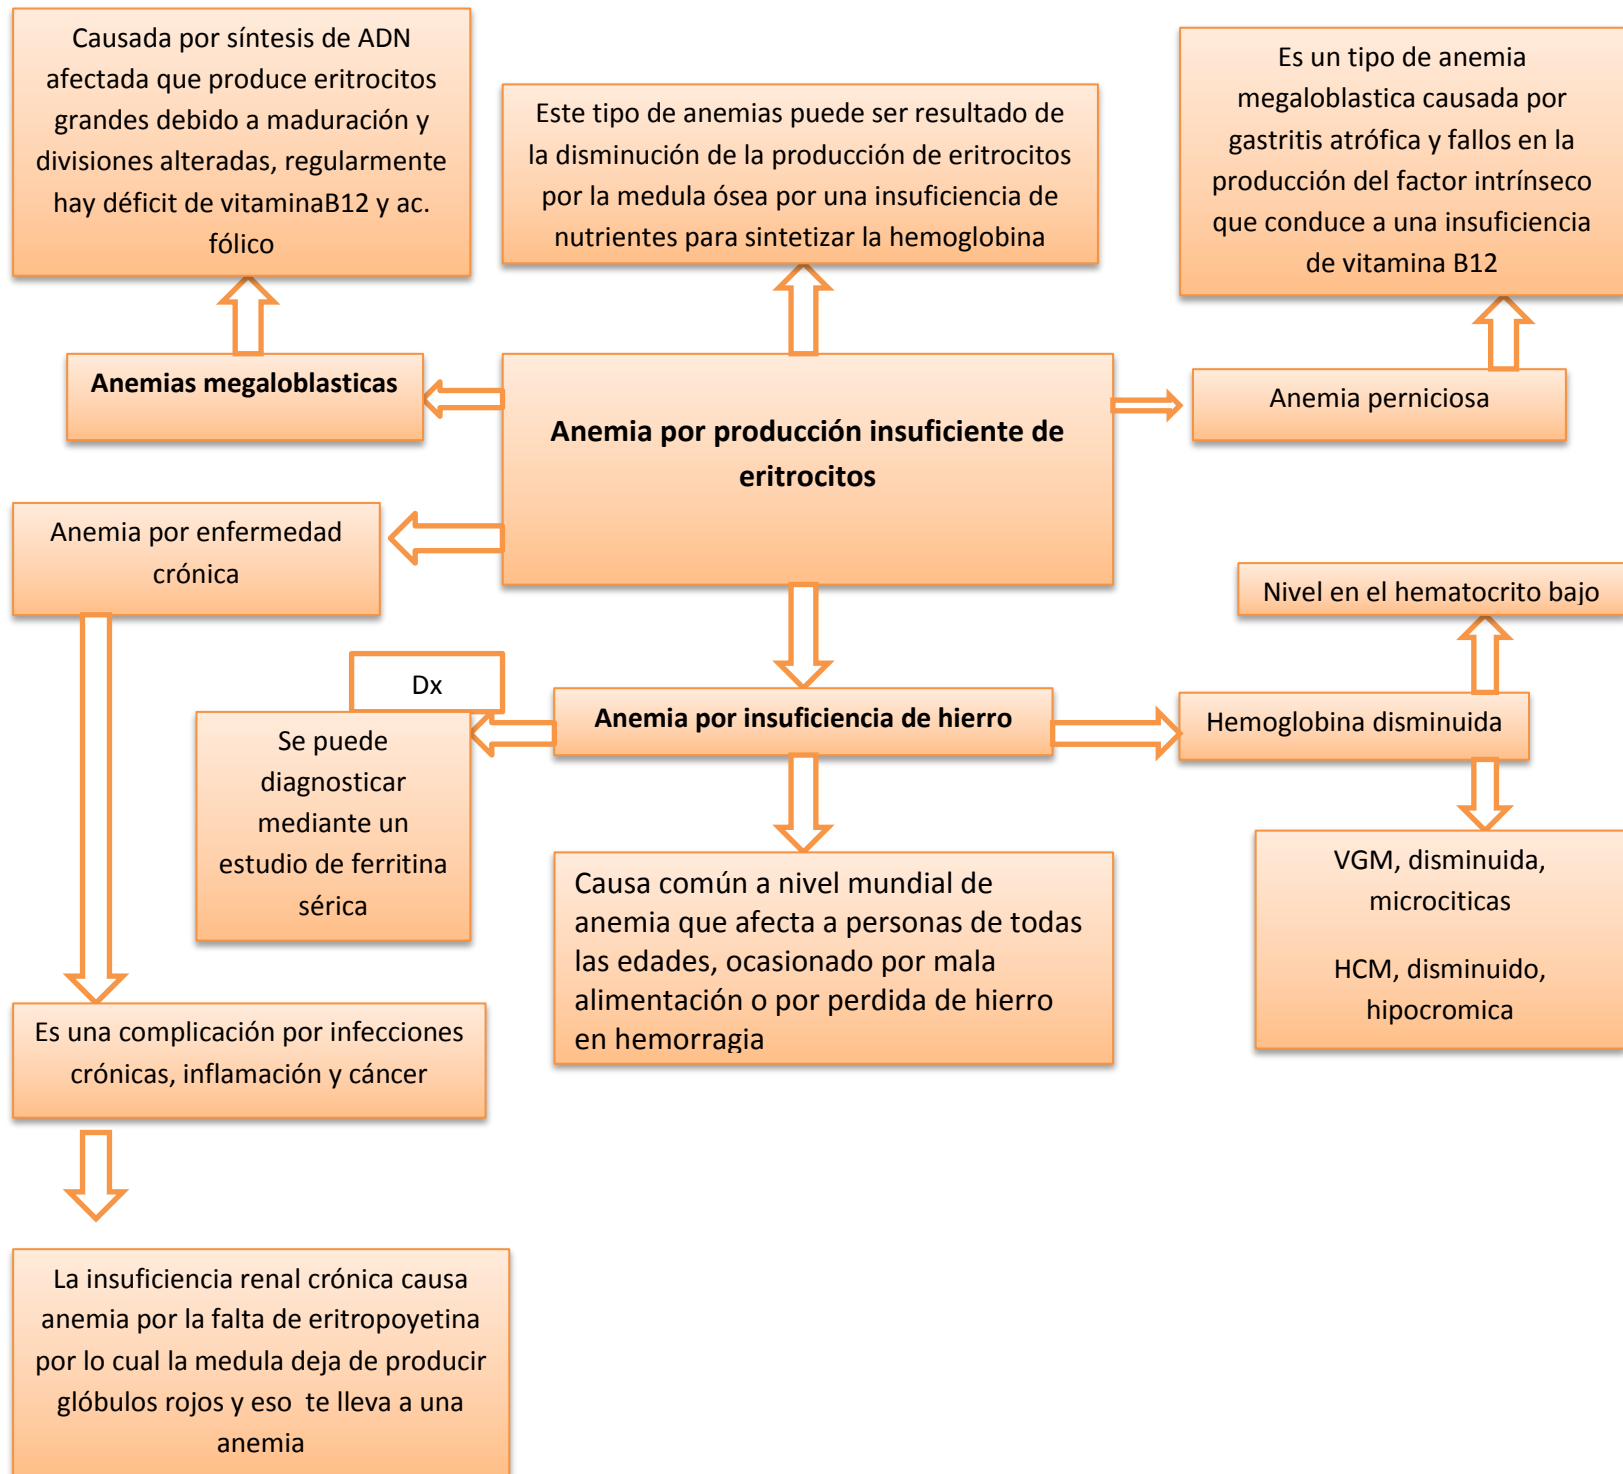 Causada por síntesis de ADN
afectada que produce eritrocitos
grandes debido a maduración y
divisiones alteradas, regularmente
hay déficit de vitaminaB12 y ac.
fólico
Este tipo de anemias puede ser resultado de
la disminución de la producción de eritrocitos
por la medula ósea por una insuficiencia de
nutrientes para sintetizar la hemoglobina
Es un tipo de anemia
megaloblastica causada por
gastritis atrófica y fallos en la
producción del factor intrínseco
que conduce a una insuficiencia
de vitamina B12
Anemias megaloblasticas
Anemia por producción insuficiente de
eritrocitos
Anemia perniciosa
Anemia por enfermedad
crónica
Nivel en el hematocrito bajo
Dx
Se puede
diagnosticar
mediante un
estudio de ferritina
sérica
Anemia por insuficiencia de hierro
Hemoglobina disminuida
Causa común a nivel mundial de
anemia que afecta a personas de todas
las edades, ocasionado por mala
alimentación o por perdida de hierro
en hemorragia
VGM, disminuida,
microciticas
HCM, disminuido,
hipocromica
Es una complicación por infecciones
crónicas, inflamación y cáncer
La insuficiencia renal crónica causa
anemia por la falta de eritropoyetina
por lo cual la medula deja de producir
glóbulos rojos y eso  te lleva a una
anemia